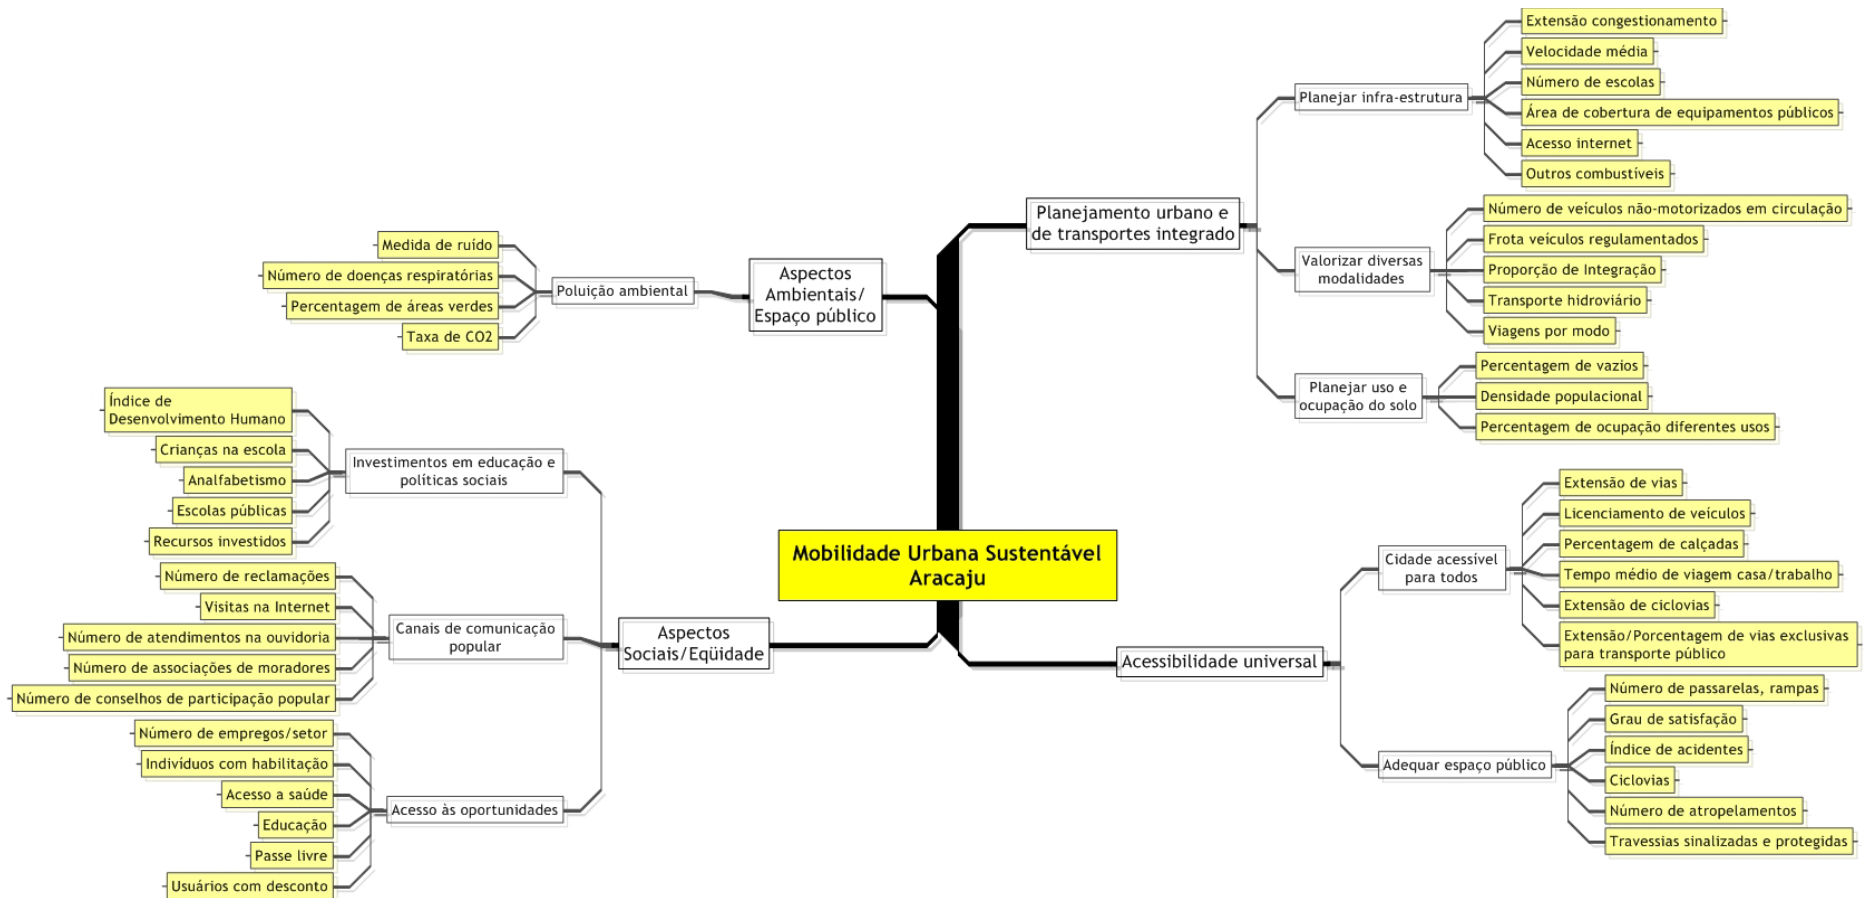 Mobilidade Urbana Sustentável
Aracaju
Planejamento urbano e
de transportes integrado
Planejar infra-estrutura
Extensão congestionamento
Velocidade média
Número de escolas
Área de cobertura de equipamentos públicos
Acesso internet
Outros combustíveis
Valorizar diversas
modalidades
Número de veículos não-motorizados em circulação
Frota veículos regulamentados
Proporção de Integração
Transporte hidroviário
Viagens por modo
Planejar uso e
ocupação do solo
Percentagem de vazios
Densidade populacional
Percentagem de ocupação diferentes usos
Acessibilidade universal
Cidade acessível
para todos
Extensão de vias
Licenciamento de veículos
Percentagem de calçadas
Tempo médio de viagem casa/trabalho
Extensão de ciclovias
Extensão/Porcentagem de vias exclusivas
para transporte público
Adequar espaço público
Número de passarelas, rampas
Grau de satisfação
Índice de acidentes
Ciclovias
Número de atropelamentos
Travessias sinalizadas e protegidas
Aspectos
Ambientais/
Espaço público
Poluição ambiental
Medida de ruído
Número de doenças respiratórias
Percentagem de áreas verdes
Taxa de CO2
Aspectos
Sociais/Eqüidade
Investimentos em educação e
políticas sociais
Índice de
Desenvolvimento Humano
Crianças na escola
Analfabetismo
Escolas públicas
Recursos investidos
Canais de comunicação
popular
Número de reclamações
Visitas na Internet
Número de atendimentos na ouvidoria
Número de associações de moradores
Número de conselhos de participação popular
Acesso às oportunidades
Número de empregos/setor
Indivíduos com habilitação
Acesso a saúde
Educação
Passe livre
Usuários com desconto